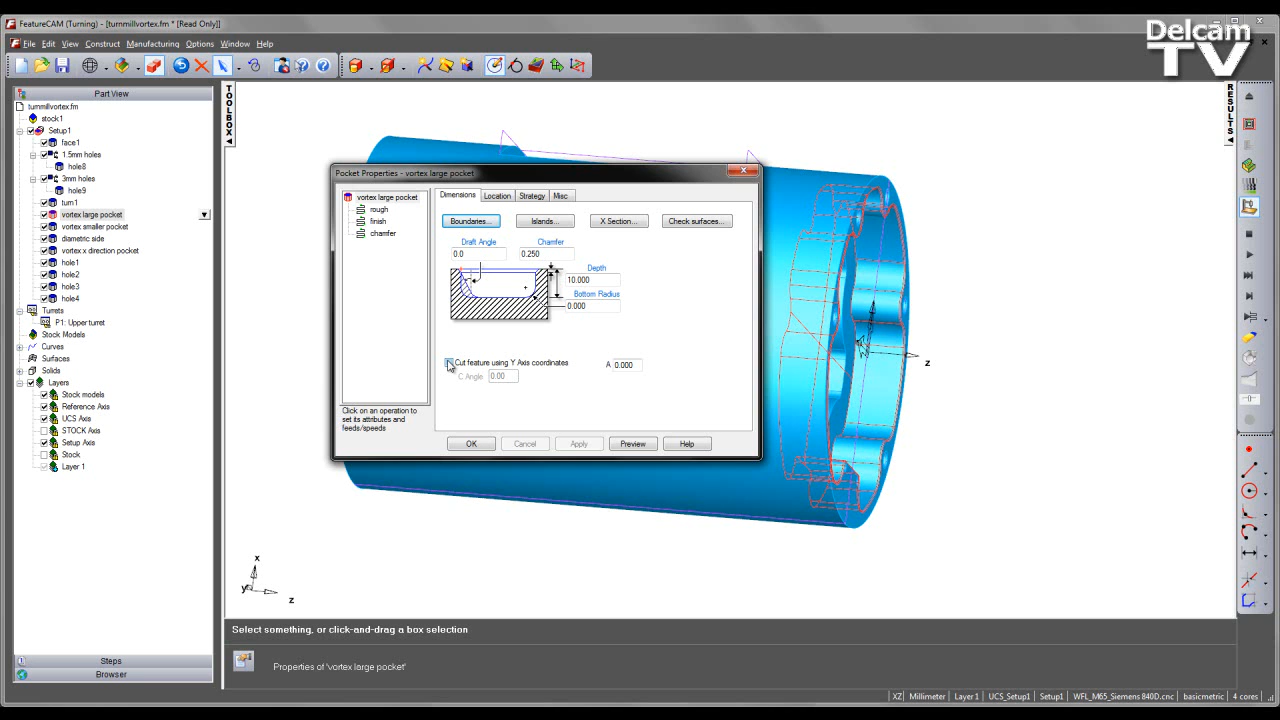 FeatureCAM (Turning) - [turnmillvortex.fm * [Read Only]]
Delcam
TV
File Edit View Construct Manufacturing Options Window Help
Part View
turnmillvortex.fm
stock1
Setup1
face1
1.5mm holes
hole8
3mm holes
hole9
turn1
vortex large pocket
vortex smaller pocket
diametric side
vortex x direction pocket
hole1
hole2
hole3
hole4
Turrets
P1: Upper turret
Stock Models
Curves
Surfaces
Solids
Layers
Stock models
Reference Axis
UCS Axis
STOCK Axis
Setup Axis
Stock
Layer 1
Steps
Browser
TOOLBOX
RESULTS
Pocket Properties - vortex large pocket
vortex large pocket
rough
finish
chamfer
Click on an operation to
set its attributes and
feeds/speeds
Dimensions Location Strategy Misc
Boundaries... Islands... X Section... Check surfaces...
Draft Angle Chamfer
0.0 0.250
Depth
10.000
Bottom Radius
0.000
Cut feature using Y Axis coordinates A 0.000
C Angle 0.00
OK Cancel Apply Preview Help
z
x
y
z
Select something, or click-and-drag a box selection
Properties of 'vortex large pocket'
XZ Millimeter Layer 1 UCS_Setup1 Setup1 WFL_M65_Siemens 840D.cnc basicmetric 4 cores